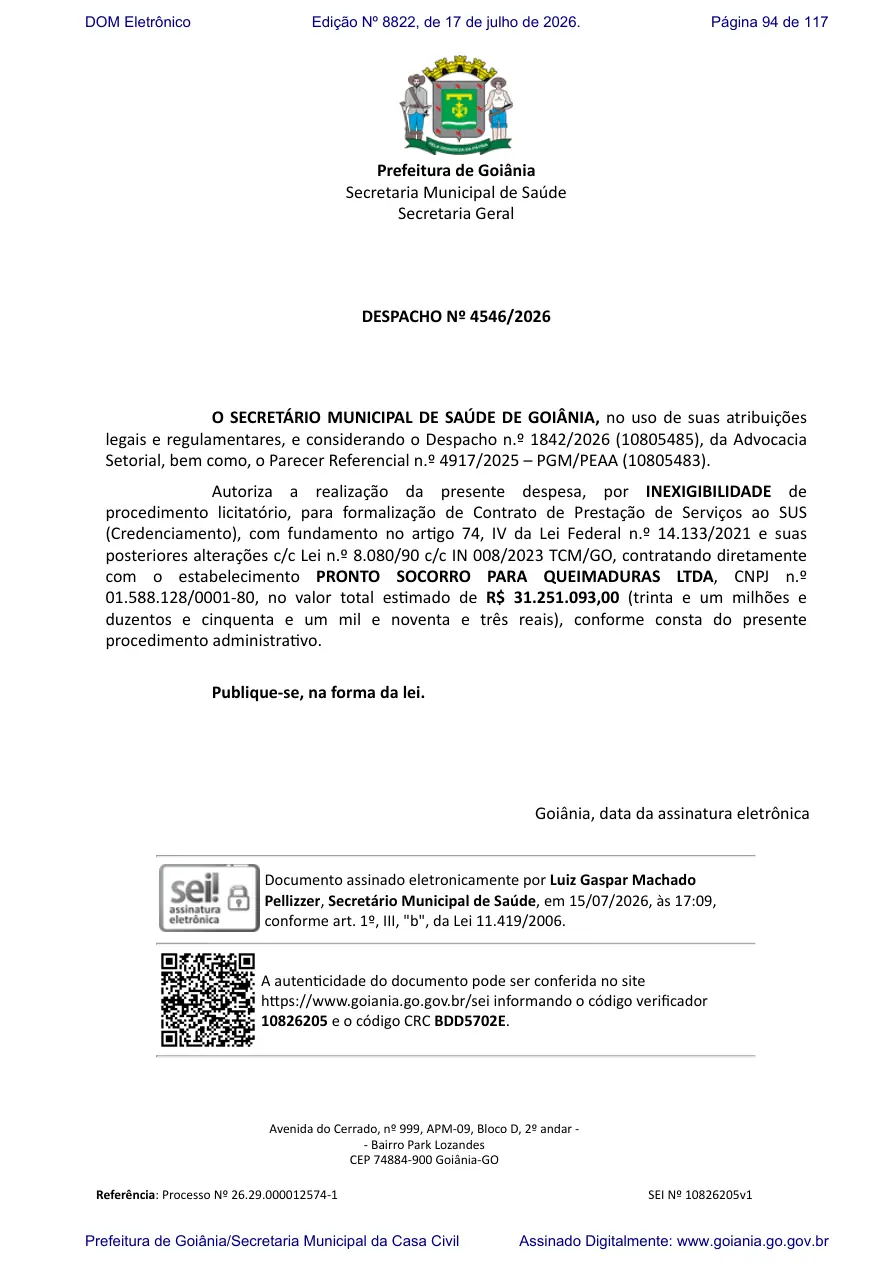 DOM Eletrônico Edição Nº 8822, de 17 de julho de 2026. Página 94 de 117
Prefeitura de Goiânia
Secretaria Municipal de Saúde
Secretaria Geral
DESPACHO Nº 4546/2026
O SECRETÁRIO MUNICIPAL DE SAÚDE DE GOIÂNIA, no uso de suas atribuições
legais e regulamentares, e considerando o Despacho n.º 1842/2026 (10805485), da Advocacia
Setorial, bem como, o Parecer Referencial n.º 4917/2025 – PGM/PEAA (10805483).
Autoriza a realização da presente despesa, por INEXIGIBILIDADE de
procedimento licitatório, para formalização de Contrato de Prestação de Serviços ao SUS
(Credenciamento), com fundamento no artigo 74, IV da Lei Federal n.º 14.133/2021 e suas
posteriores alterações c/c Lei n.º 8.080/90 c/c IN 008/2023 TCM/GO, contratando diretamente
com o estabelecimento PRONTO SOCORRO PARA QUEIMADURAS LTDA, CNPJ n.º
01.588.128/0001-80, no valor total estimado de R$ 31.251.093,00 (trinta e um milhões e
duzentos e cinquenta e um mil e noventa e três reais), conforme consta do presente
procedimento administrativo.
Publique-se, na forma da lei.
Goiânia, data da assinatura eletrônica
sei!
assinatura
eletrônica
Documento assinado eletronicamente por Luiz Gaspar Machado
Pellizzer, Secretário Municipal de Saúde, em 15/07/2026, às 17:09,
conforme art. 1º, III, "b", da Lei 11.419/2006.
A autenticidade do documento pode ser conferida no site
https://www.goiania.go.gov.br/sei informando o código verificador
10826205 e o código CRC BDD5702E.
Avenida do Cerrado, nº 999, APM-09, Bloco D, 2º andar -
- Bairro Park Lozandes
CEP 74884-900 Goiânia-GO
Referência: Processo Nº 26.29.000012574-1 SEI Nº 10826205v1
Prefeitura de Goiânia/Secretaria Municipal da Casa Civil Assinado Digitalmente: www.goiania.go.gov.br